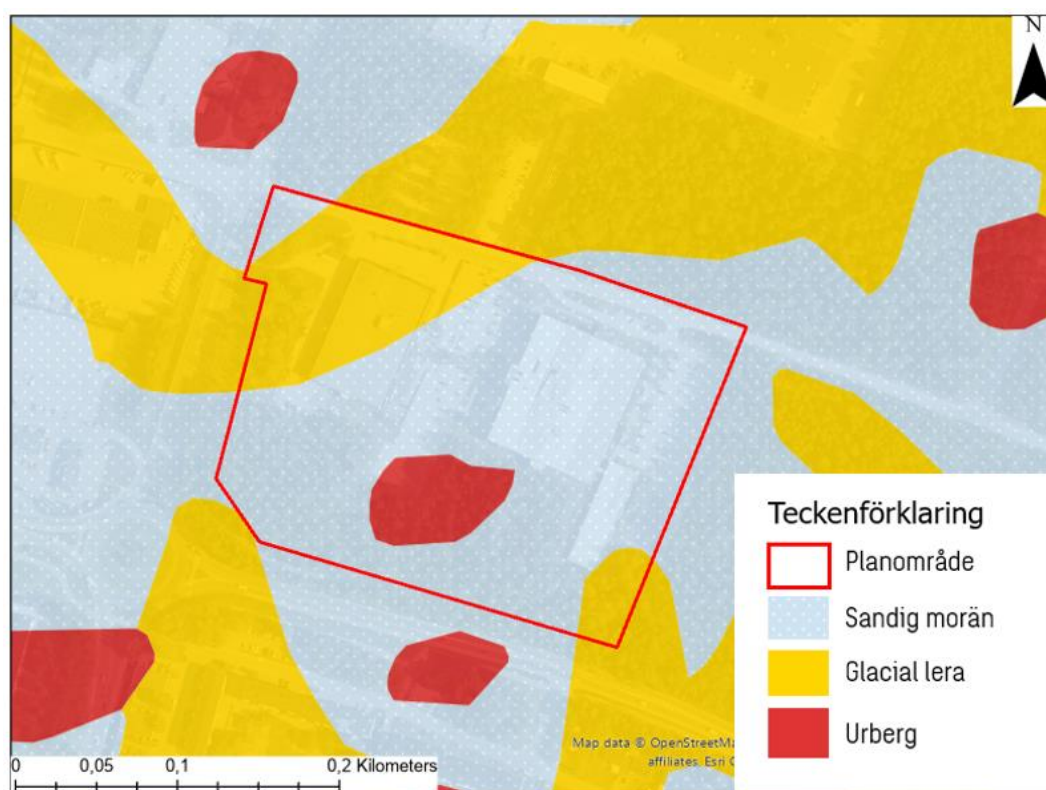 N
Teckenförklaring
Planområde
Sandig morän
Glacial lera
Urberg
Map data © OpenStreetMa
affiliates, Esri
0 0,05 0,1 0,2 Kilometers